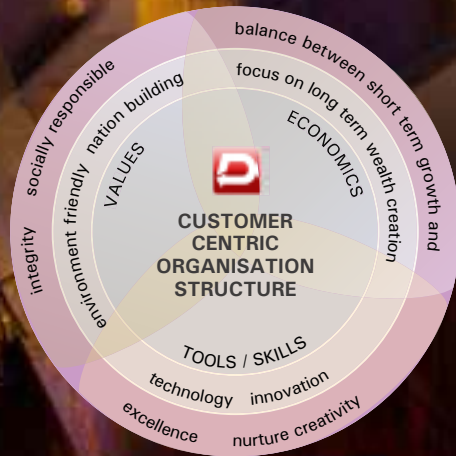 balance between short term growth and
focus on long term wealth creation
ECONOMICS
socially responsible
integrity
nation building
environment friendly
VALUES
CUSTOMER
CENTRIC
ORGANISATION
STRUCTURE
TOOLS / SKILLS
technology innovation
excellence nurture creativity